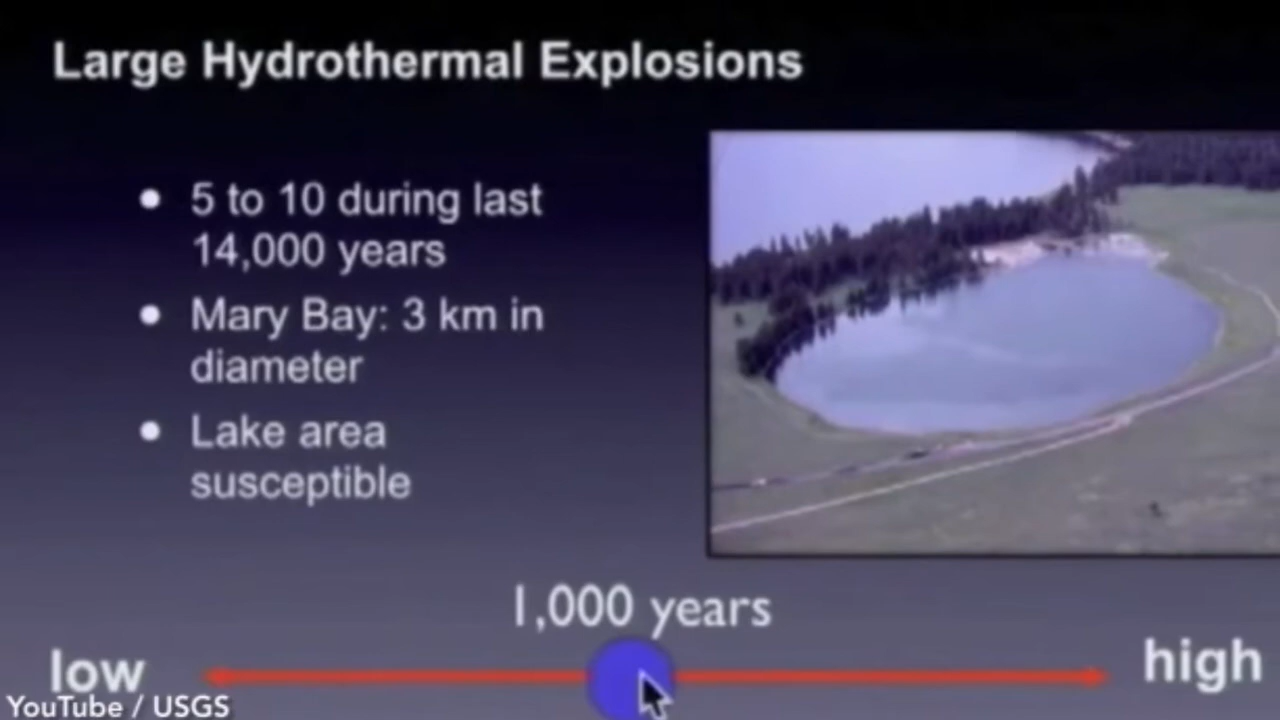 Large Hydrothermal Explosions
5 to 10 during last
14,000 years
Mary Bay: 3 km in
diameter
Lake area
susceptible
1,000 years
low
high
YouTube / USGS